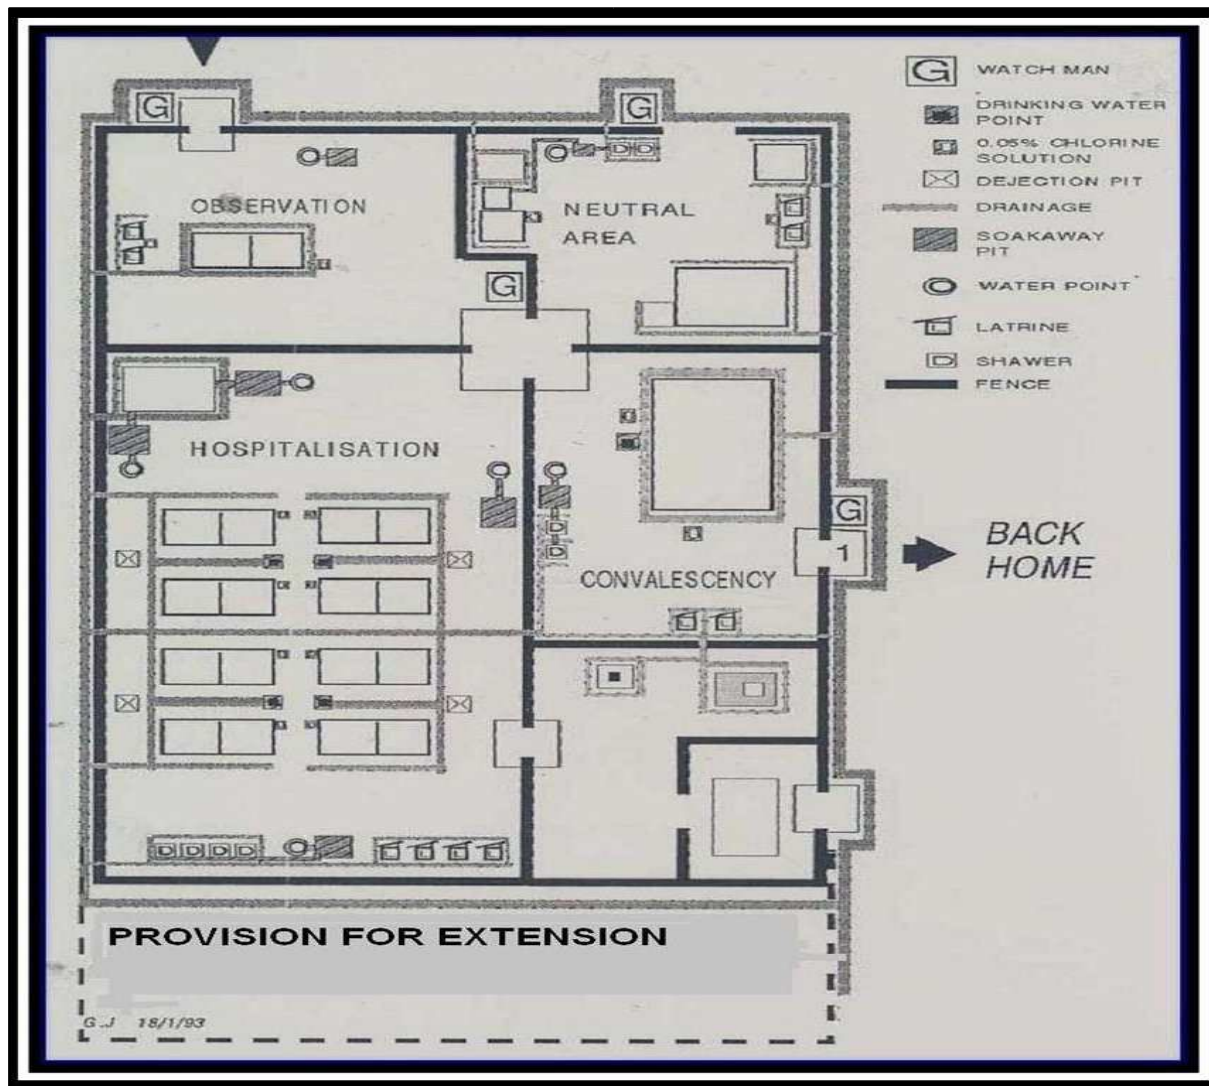 G
G
G
G
1
OBSERVATION
NEUTRAL
AREA
HOSPITALISATION
CONVALESCENCY
BACK
HOME
G WATCH MAN
DRINKING WATER
POINT
0.05% CHLORINE
SOLUTION
DEJECTION PIT
DRAINAGE
SOAKAWAY
PIT
WATER POINT
LATRINE
SHAWER
FENCE
PROVISION FOR EXTENSION
G.J 18/1/93